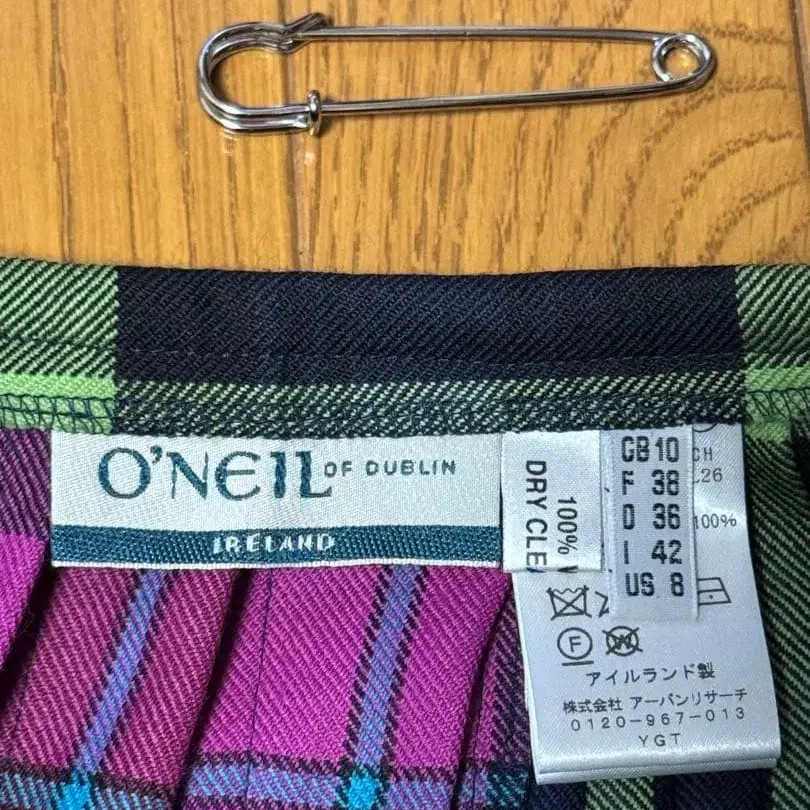 O'NEIL OF DUBLIN
IRELAND
100%
DRY CLE
GB 10
F 38
D 36
I 42
US 8
CH
26
100%
F
W
アイルランド製
株式会社 アーバンリサーチ
0120-967-013
YGT